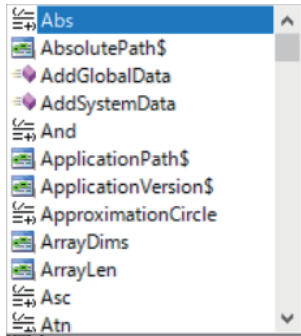 Abs
AbsolutePath$
AddGlobalData
AddSystemData
And
ApplicationPath$
ApplicationVersion$
ApproximationCircle
ArrayDims
ArrayLen
Asc
Atn